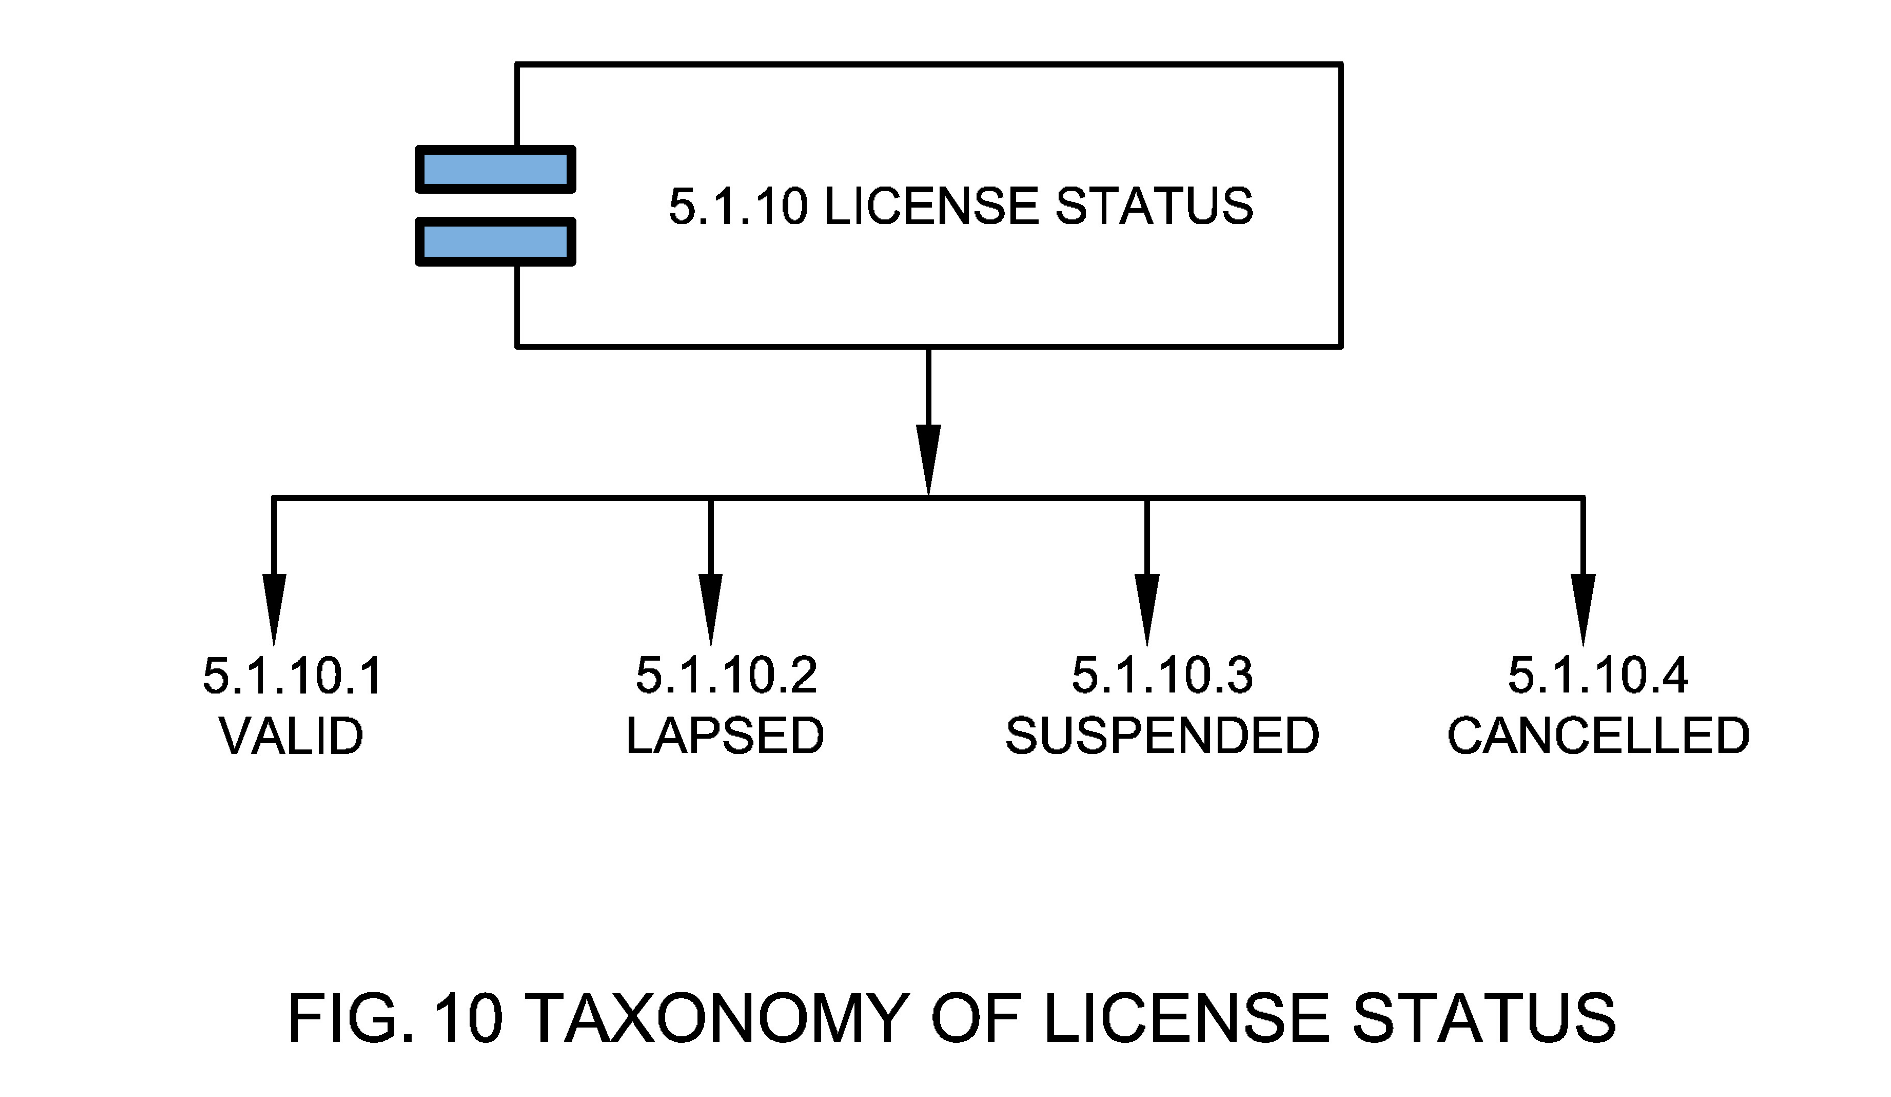 5.1.10 LICENSE STATUS
5.1.10.1
VALID
5.1.10.2
LAPSED
5.1.10.3
SUSPENDED
5.1.10.4
CANCELLED
FIG. 10 TAXONOMY OF LICENSE STATUS